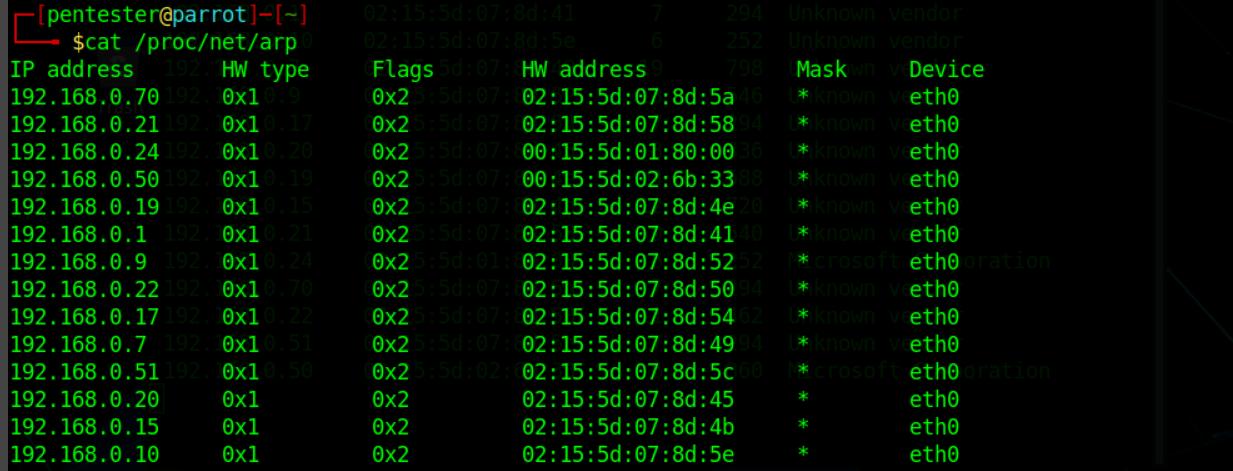 ┌─[pentester@parrot]─[~]
└──╼ $cat /proc/net/arp
IP address HW type Flags HW address Mask Device
192.168.0.70 0x1 0x2 02:15:5d:07:8d:5a * eth0
192.168.0.21 0x1 0x2 02:15:5d:07:8d:58 * eth0
192.168.0.24 0x1 0x2 00:15:5d:01:80:00 * eth0
192.168.0.50 0x1 0x2 00:15:5d:02:6b:33 * eth0
192.168.0.19 0x1 0x2 02:15:5d:07:8d:4e * eth0
192.168.0.1 0x1 0x2 02:15:5d:07:8d:41 * eth0
192.168.0.9 0x1 0x2 02:15:5d:07:8d:52 * eth0
192.168.0.22 0x1 0x2 02:15:5d:07:8d:50 * eth0
192.168.0.17 0x1 0x2 02:15:5d:07:8d:54 * eth0
192.168.0.7 0x1 0x2 02:15:5d:07:8d:49 * eth0
192.168.0.51 0x1 0x2 02:15:5d:07:8d:5c * eth0
192.168.0.20 0x1 0x2 02:15:5d:07:8d:45 * eth0
192.168.0.15 0x1 0x2 02:15:5d:07:8d:4b * eth0
192.168.0.10 0x1 0x2 02:15:5d:07:8d:5e * eth0